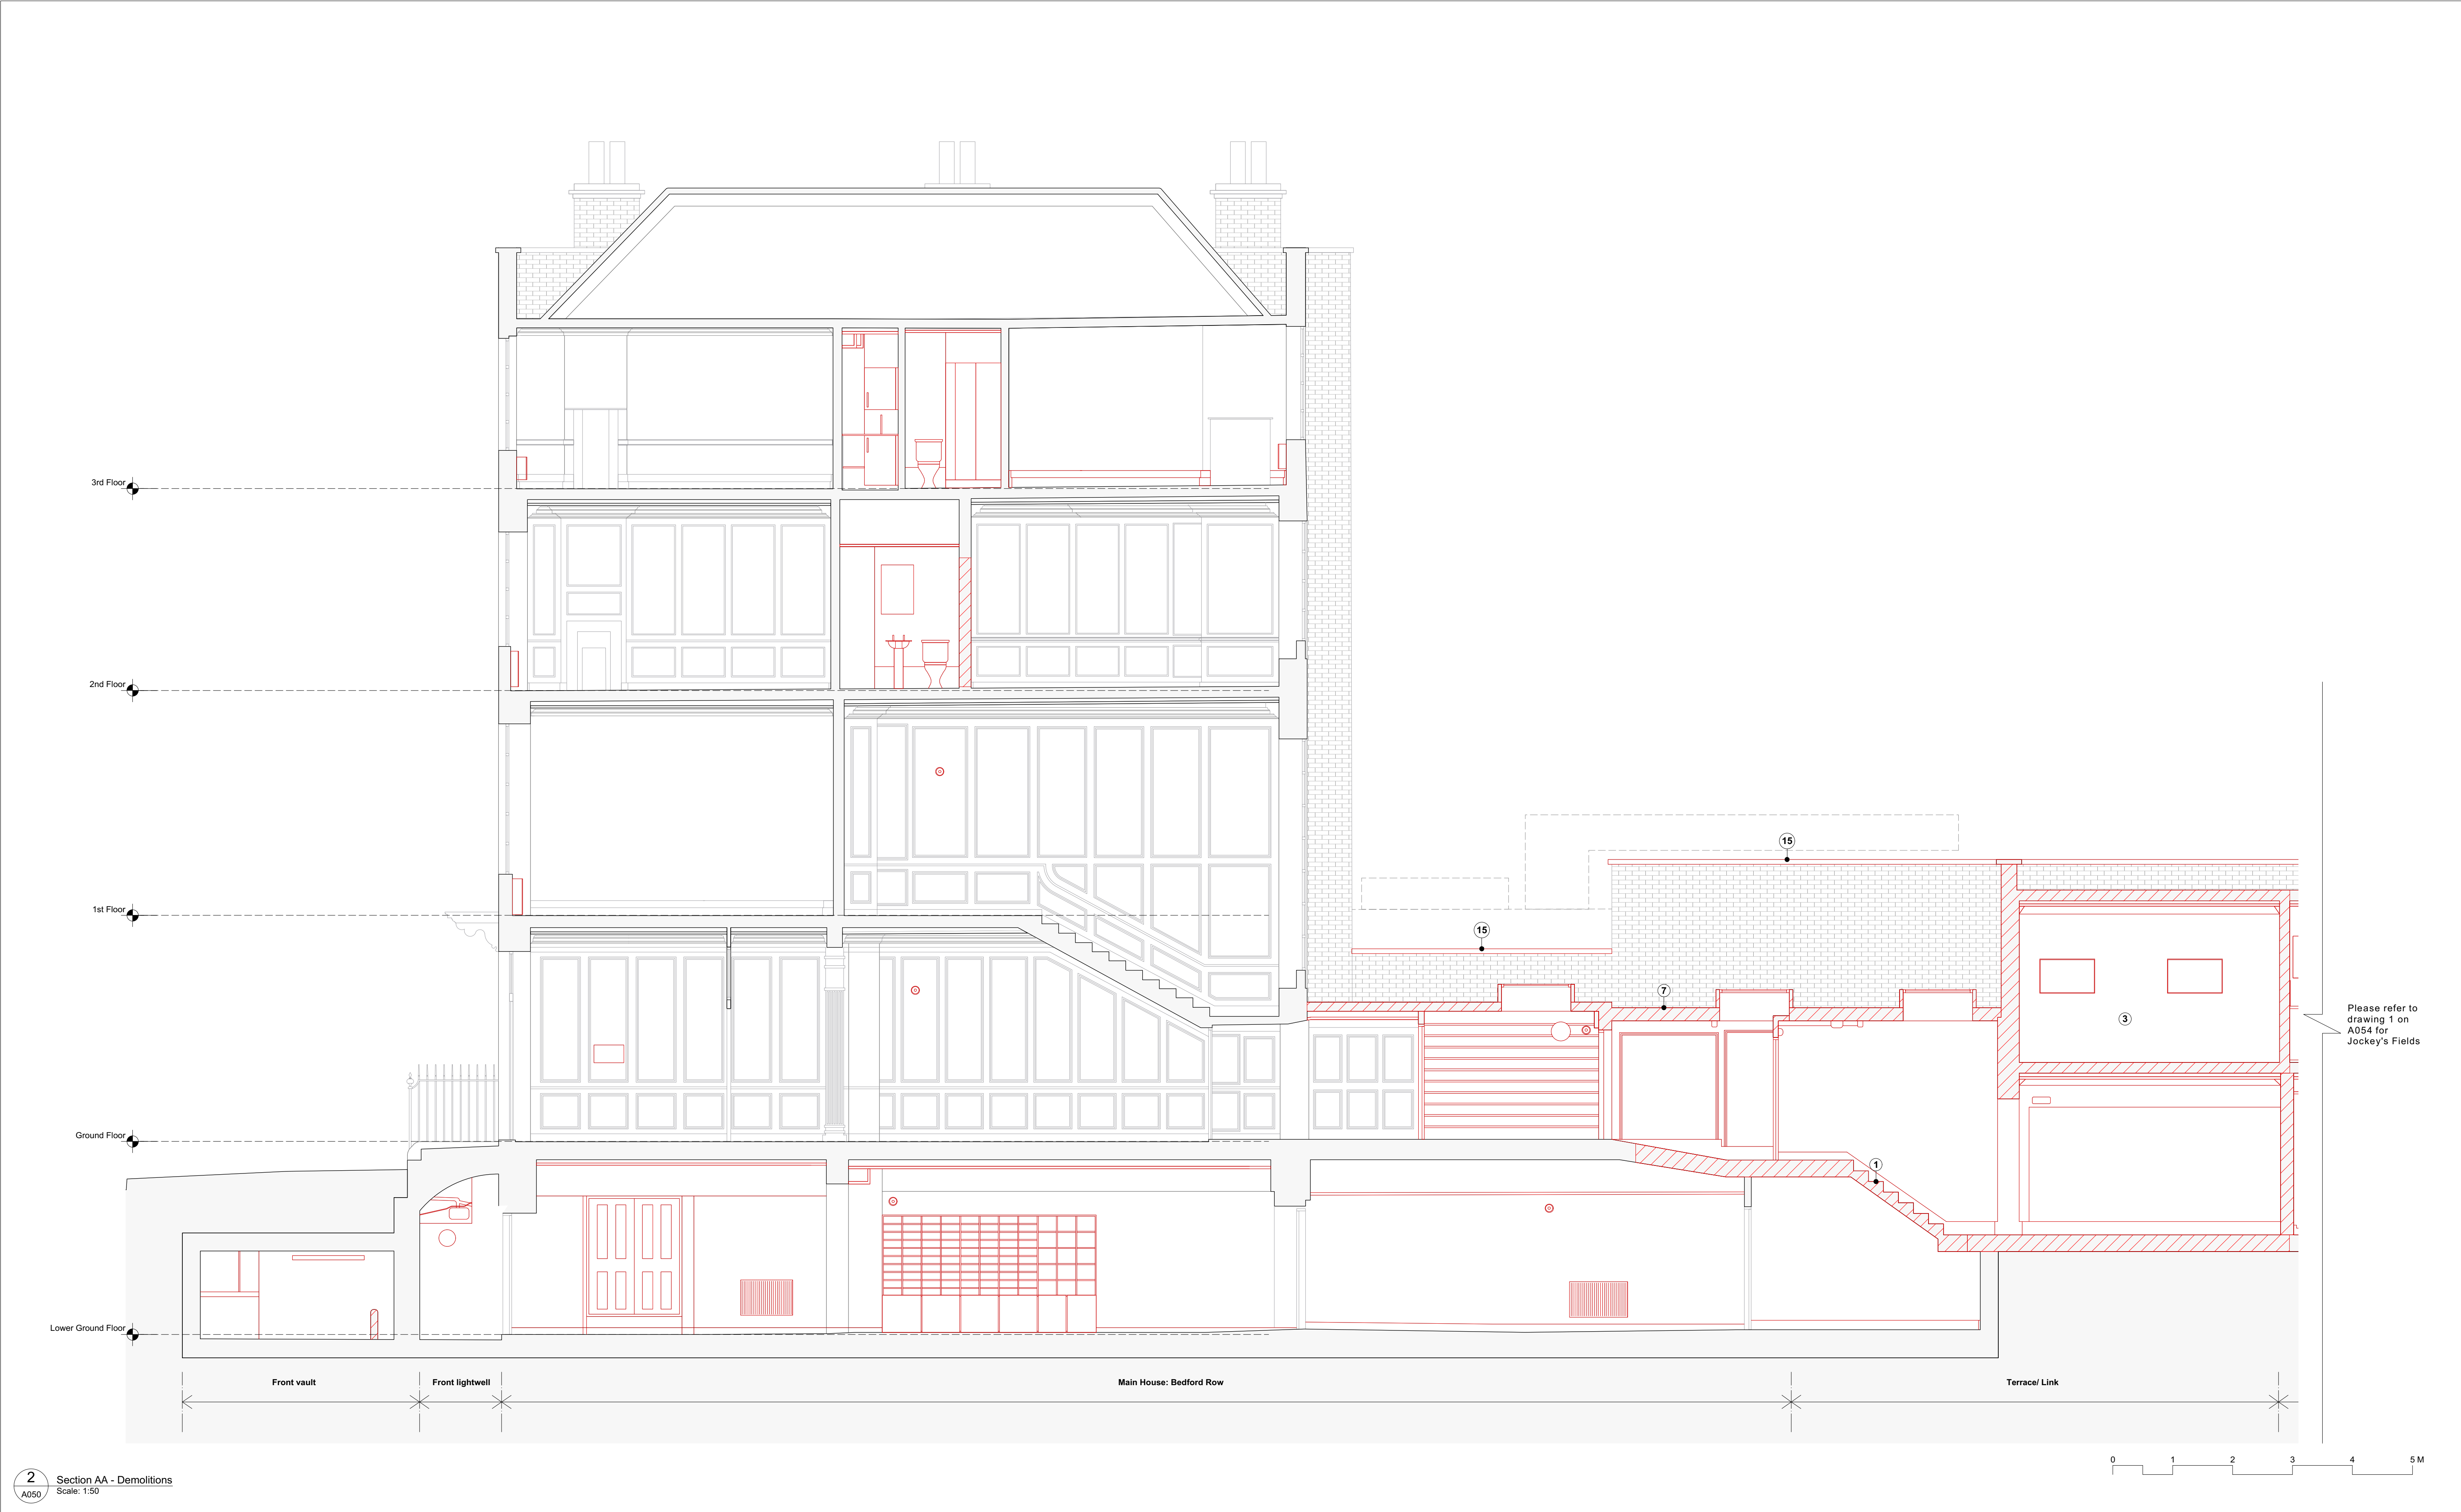 3rd Floor
2nd Floor
15
1st Floor
15
7
3
Please refer to
drawing 1 on
A054 for
Jockey's Fields
Ground Floor
1
Lower Ground Floor
Front vault
Front lightwell
Main House: Bedford Row
Terrace/ Link
0 1 2 3 4 5 M
2
A050
Section AA - Demolitions
Scale: 1:50